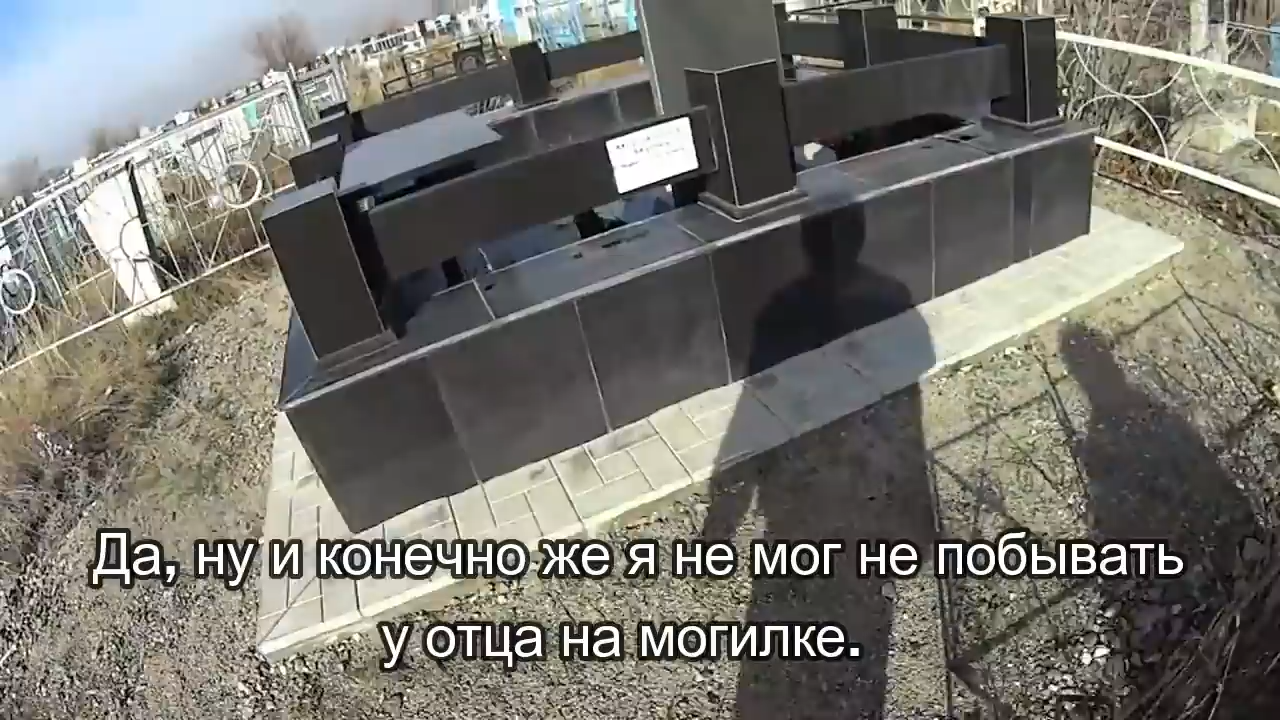 Да, ну и конечно же я не мог не побывать
у отца на могилке.